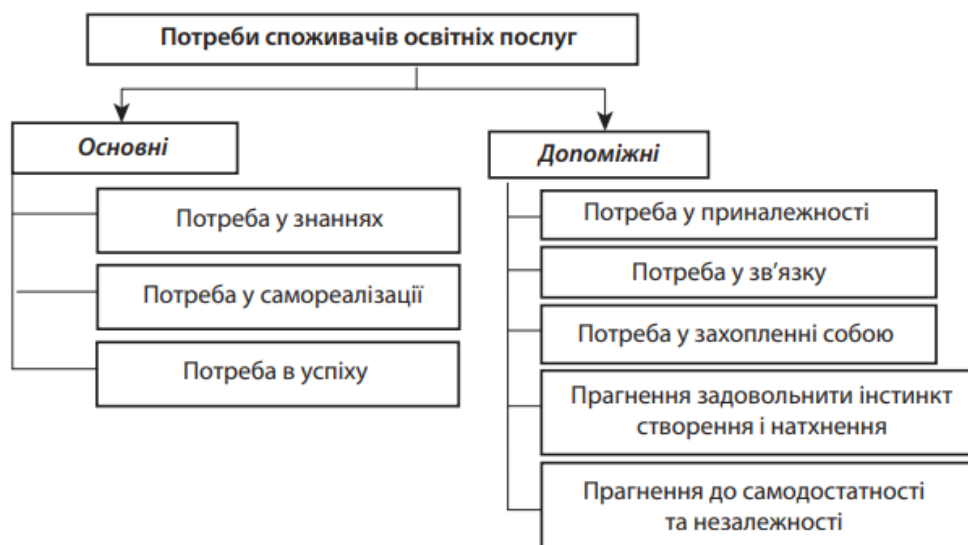 Потреби споживачів освітніх послуг
Основні
Потреба у знаннях
Потреба у самореалізації
Потреба в успіху
Допоміжні
Потреба у приналежності
Потреба у зв’язку
Потреба у захопленні собою
Прагнення задовольнити інстинкт
створення і натхнення
Прагнення до самодостатності
та незалежності